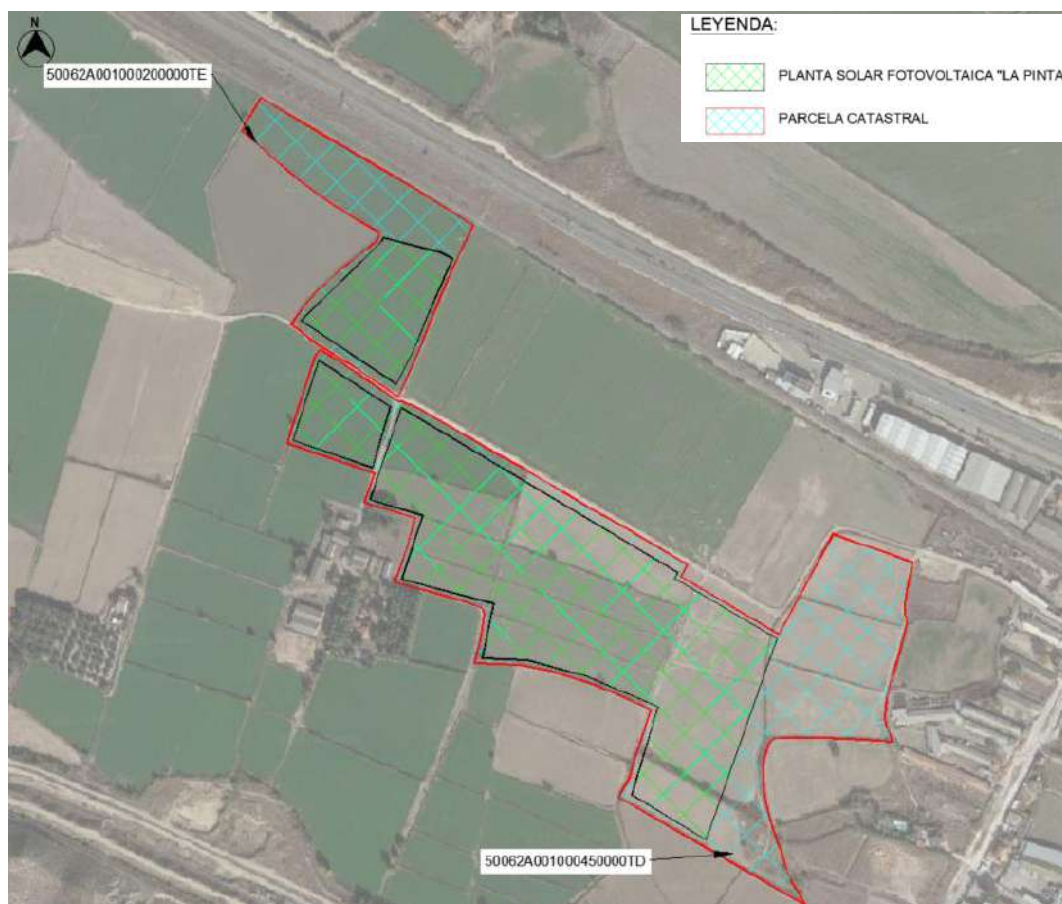 N
LEYENDA:
50062A001000200000TE
PLANTA SOLAR FOTOVOLTAICA "LA PINTA
PARCELA CATASTRAL
50062A001000450000TD